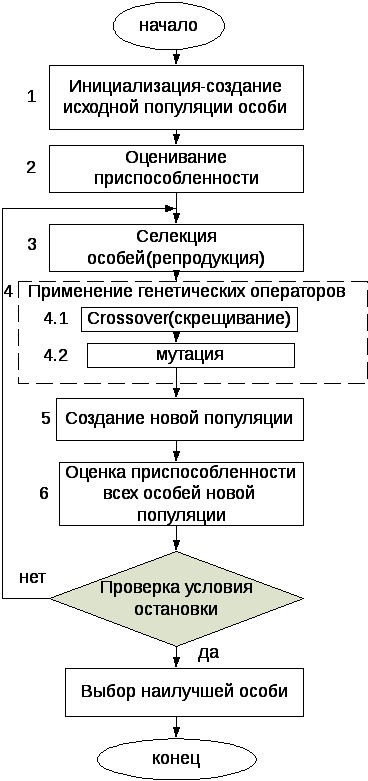 начало
1
Инициализация-создание
исходной популяции особи
2
Оценивание
приспособленности
3
Селекция
особей(репродукция)
4
Применение генетических операторов
4.1
Crossover(скрещивание)
4.2
мутация
5
Создание новой популяции
6
Оценка приспособленности
всех особей новой
популяции
нет
Проверка условия
остановки
да
Выбор наилучшей особи
конец